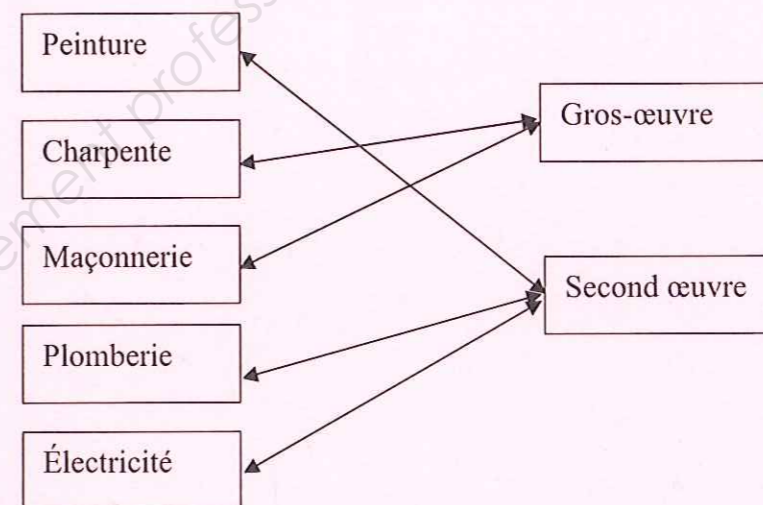 Peinture
Charpente
Maçonnerie
Plomberie
Électricité
Gros-œuvre
Second œuvre